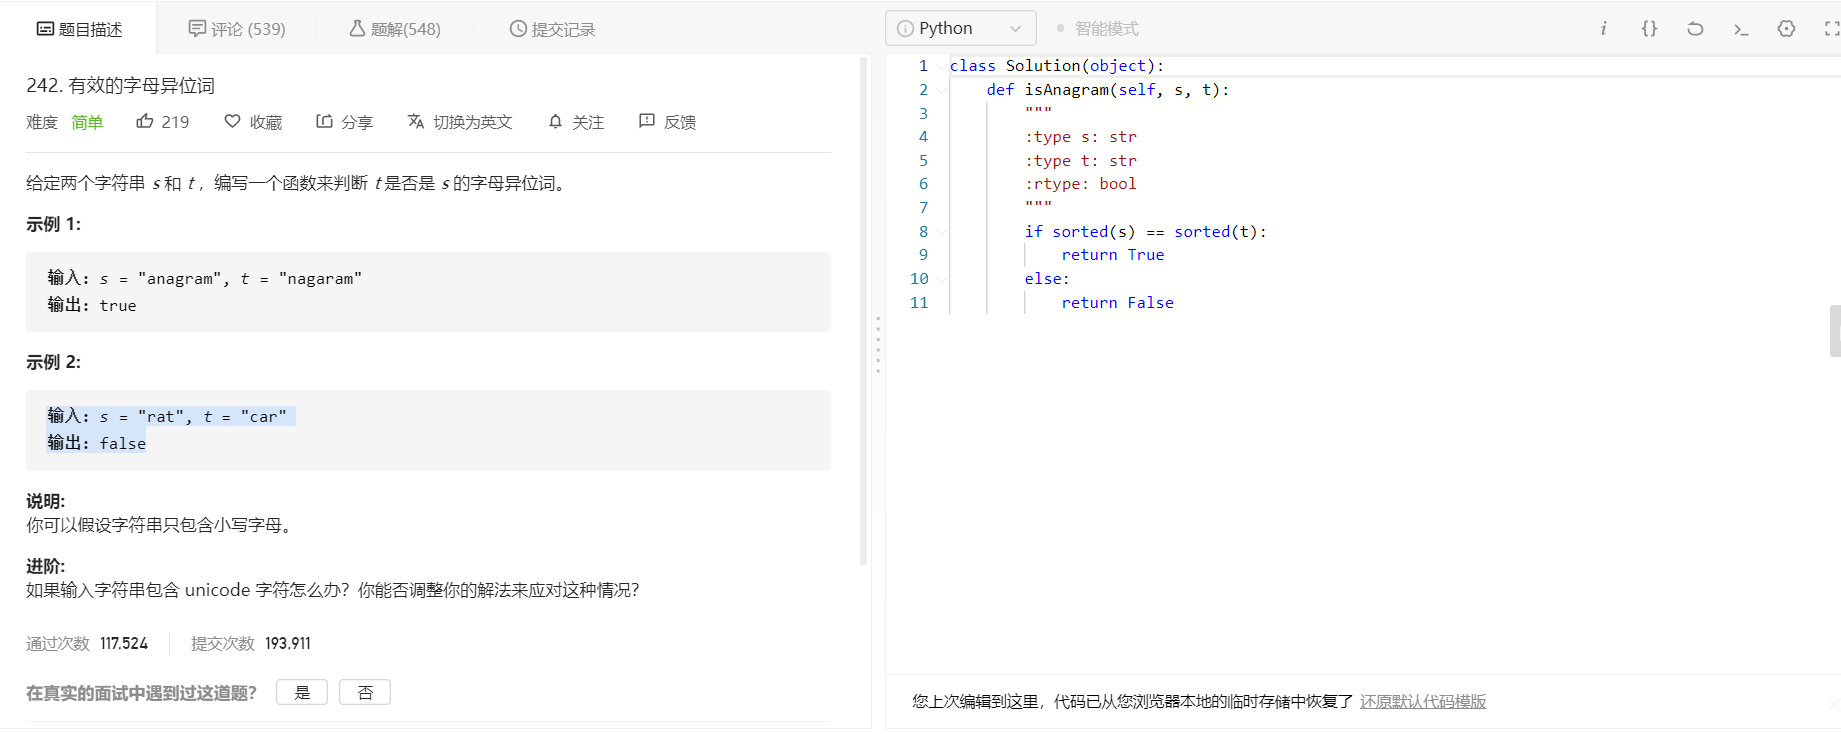 题目描述
评论 (539)
题解(548)
提交记录
242. 有效的字母异位词
难度 简单 219 收藏 分享 切换为英文 关注 反馈
给定两个字符串 s 和 t ，编写一个函数来判断 t 是否是 s 的字母异位词。
示例 1:
输入: s = "anagram", t = "nagaram"
输出: true
示例 2:
输入: s = "rat", t = "car"
输出: false
说明:
你可以假设字符串只包含小写字母。
进阶:
如果输入字符串包含 unicode 字符怎么办？你能否调整你的解法来应对这种情况？
通过次数 117,524 提交次数 193,911
在真实的面试中遇到过这道题？ 是 否
Python 智能模式
1 class Solution(object):
2 def isAnagram(self, s, t):
3 """
4 :type s: str
5 :type t: str
6 :rtype: bool
7 """
8 if sorted(s) == sorted(t):
9 return True
10 else:
11 return False
您上次编辑到这里，代码已从您浏览器本地的临时存储中恢复了 还原默认代码模版